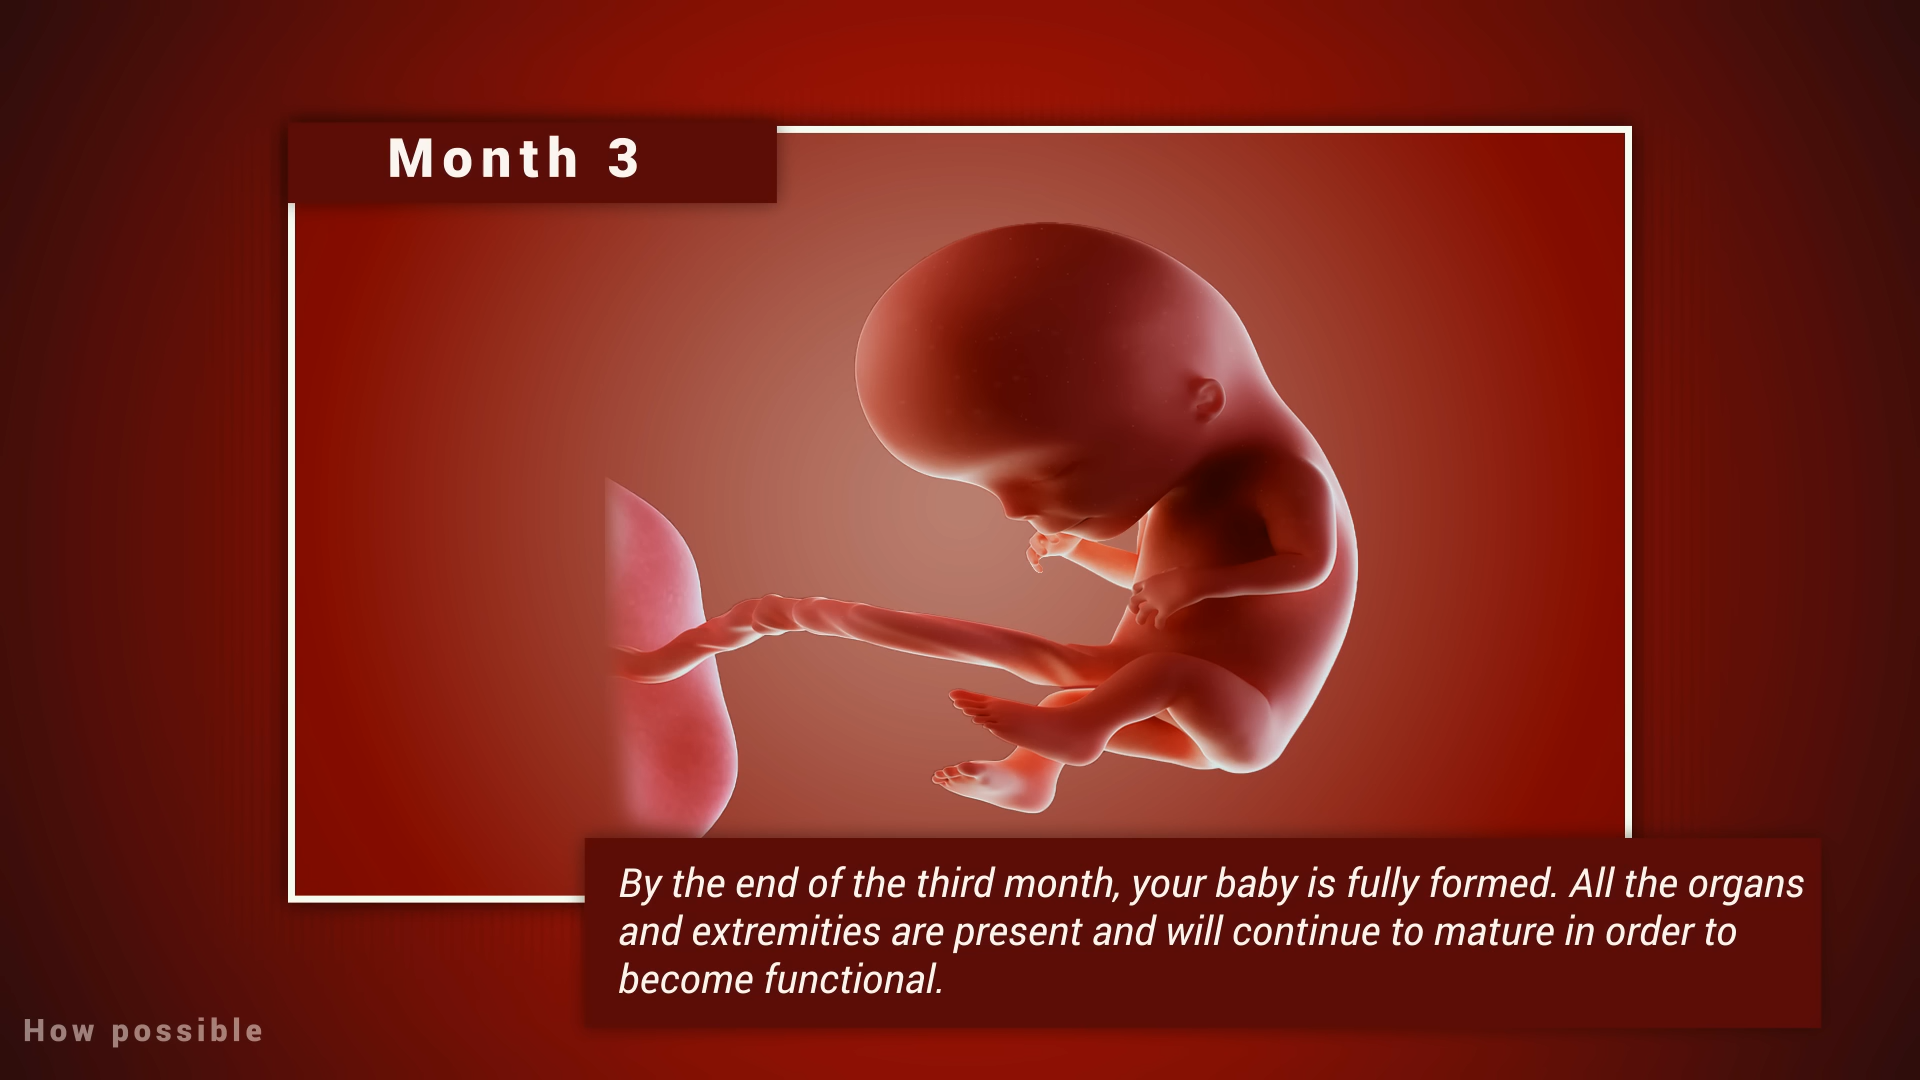 Month 3
By the end of the third month, your baby is fully formed. All the organs
and extremities are present and will continue to mature in order to
become functional.
How possible